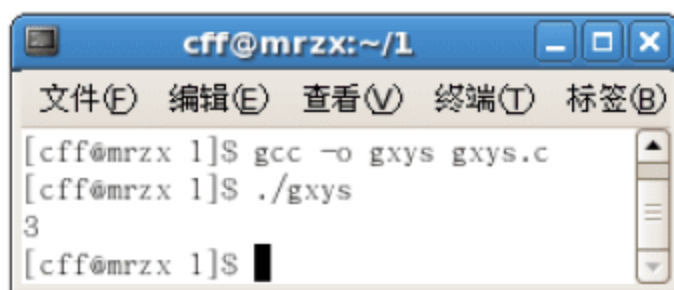 cff@mrzx:~/1
文件(F) 编辑(E) 查看(V) 终端(T) 标签(B)
[cff@mrzx 1]$ gcc -o gxys gxys.c
[cff@mrzx 1]$ ./gxys
3
[cff@mrzx 1]$